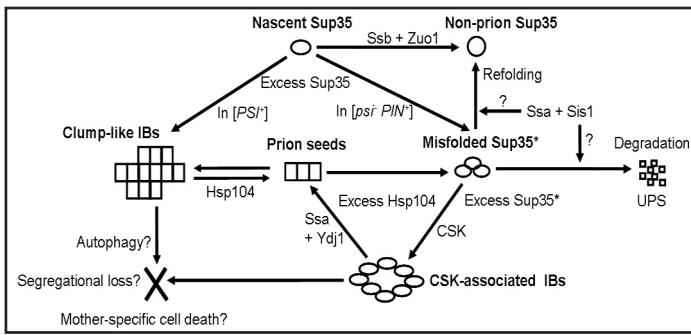 Nascent Sup35
Non-prion Sup35
Ssb + Zuo1
Excess Sup35
Refolding
In [PSI+]
In [psi- PIN+]
?
Ssa + Sis1
Clump-like IBs
Prion seeds
Misfolded Sup35*
?
Degradation
Hsp104
Excess Hsp104
Excess Sup35*
UPS
Ssa
+ Ydj1
CSK
Autophagy?
Segregational loss?
CSK-associated IBs
Mother-specific cell death?